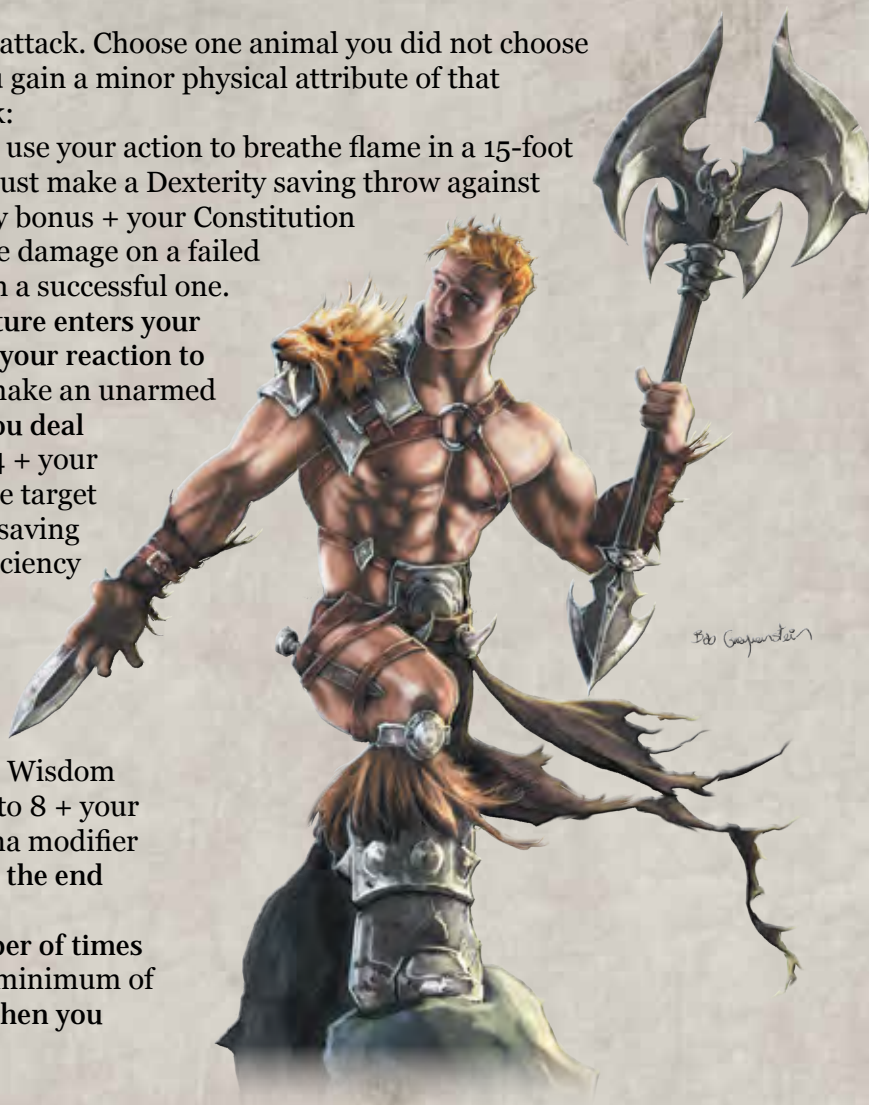 attack. Choose one animal you did not choose
u gain a minor physical attribute of that
k:
use your action to breathe flame in a 15-foot
ust make a Dexterity saving throw against
y bonus + your Constitution
e damage on a failed
n a successful one.
ture enters your
your reaction to
make an unarmed
ou deal
4 + your
e target
saving
ciency
Wisdom
to 8 + your
na modifier
the end
ber of times
minimum of
hen you